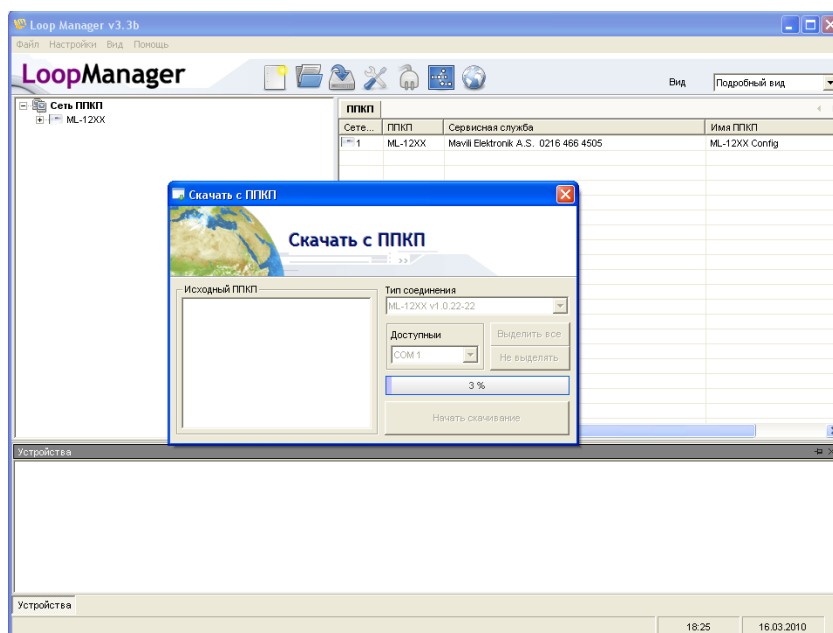 Loop Manager v3.3b
Файл Настройки Вид Помощь
LoopManager
Вид
Подробный вид
Сеть ППКП
ML-12XX
ППКП
Сете... ППКП Сервисная служба Имя ППКП
1 ML-12XX Mavili Elektronik A.S. 0216 466 4505 ML-12XX Config
Скачать с ППКП
Скачать с ППКП
Исходный ППКП
Тип соединения
ML-12XX v1.0.22-22
Доступныи
COM 1
Выделить все
Не выделять
3 %
Начать скачивание
Устройства
Устройства
18:25 16.03.2010